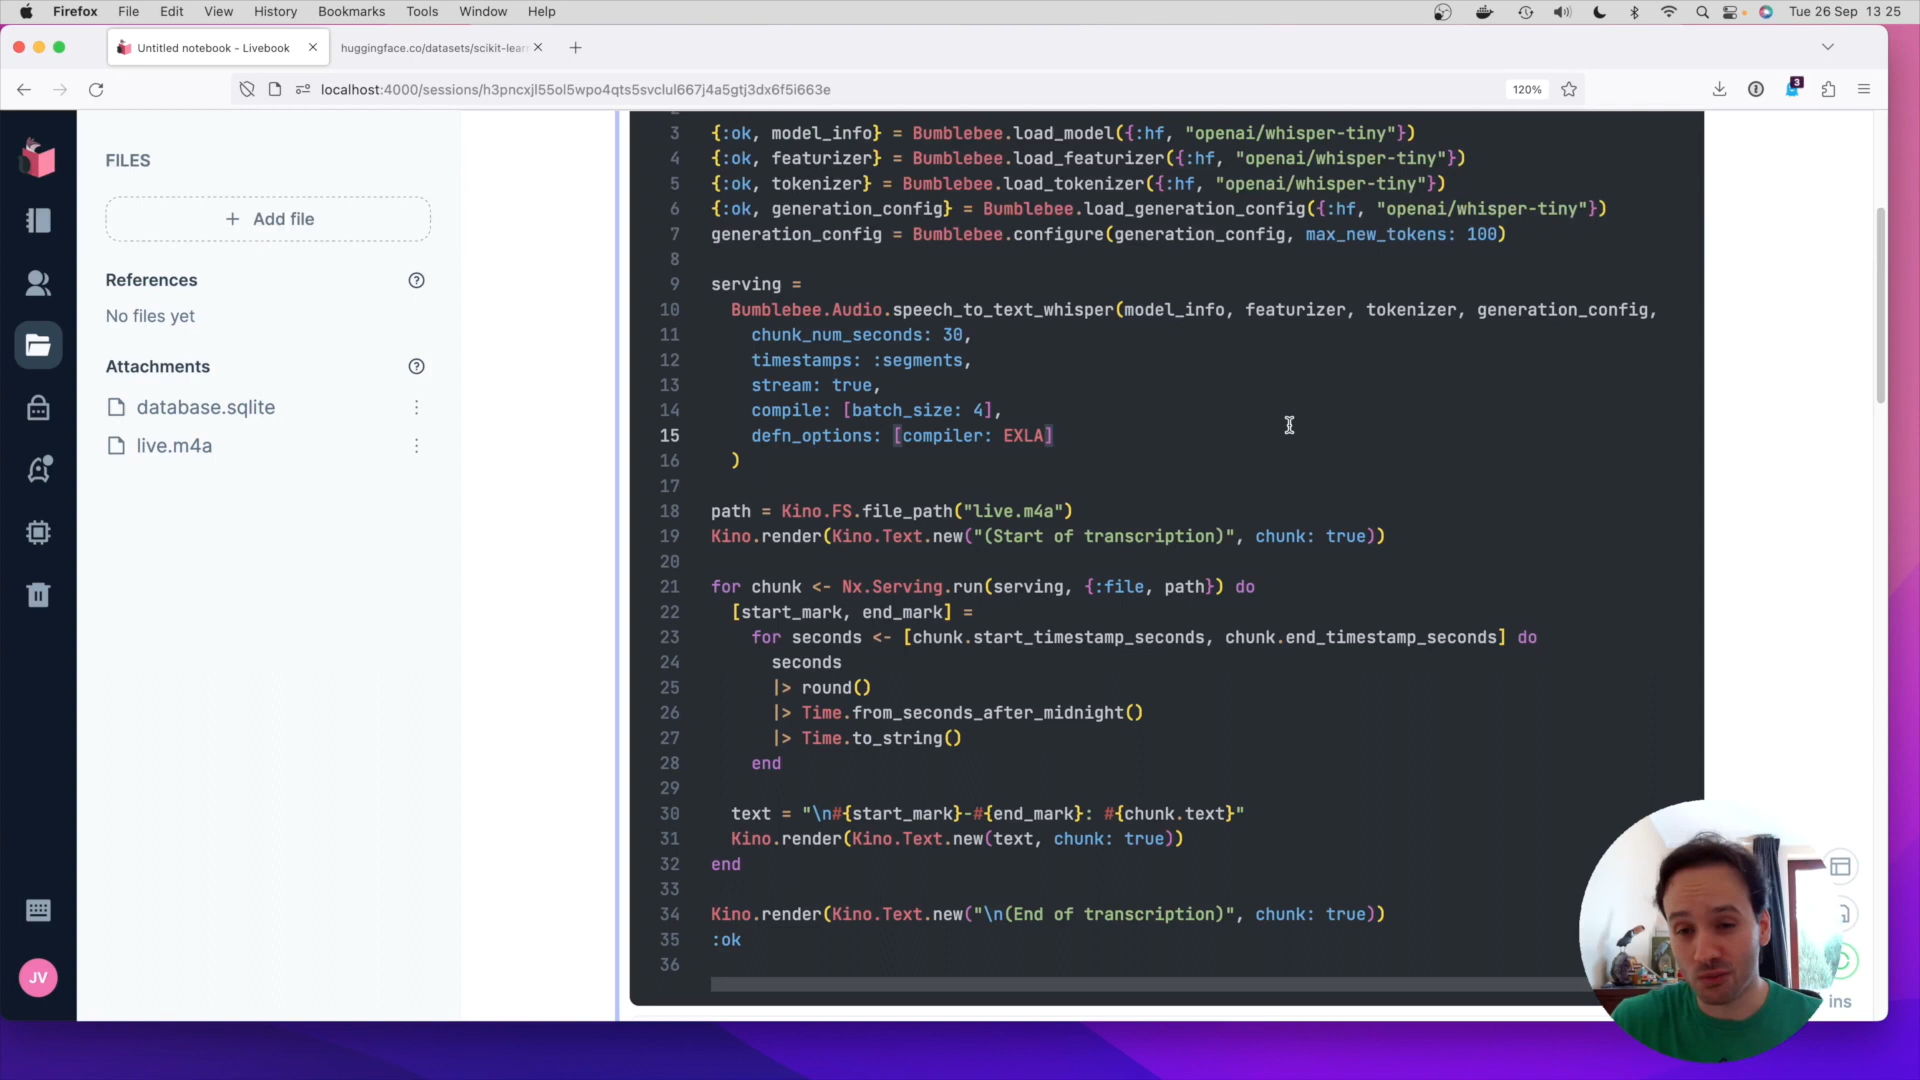 Firefox File Edit View History Bookmarks Tools Window Help Tue 26 Sep 13 25
Untitled notebook - Livebook huggingface.co/datasets/scikit-lear
localhost:4000/sessions/h3pncxjl55ol5wpo4qts5svclul667j4a5gtj3dx6f5i663e 120% 3
FILES
Add file
References
No files yet
Attachments
database.sqlite
live.m4a
JV
3 {:ok, model_info} = Bumblebee.load_model({:hf, "openai/whisper-tiny"})
4 {:ok, featurizer} = Bumblebee.load_featurizer({:hf, "openai/whisper-tiny"})
5 {:ok, tokenizer} = Bumblebee.load_tokenizer({:hf, "openai/whisper-tiny"})
6 {:ok, generation_config} = Bumblebee.load_generation_config({:hf, "openai/whisper-tiny"})
7 generation_config = Bumblebee.configure(generation_config, max_new_tokens: 100)
8
9 serving =
10 Bumblebee.Audio.speech_to_text_whisper(model_info, featurizer, tokenizer, generation_config,
11 chunk_num_seconds: 30,
12 timestamps: :segments,
13 stream: true,
14 compile: [batch_size: 4],
15 defn_options: [compiler: EXLA]
16 )
17
18 path = Kino.FS.file_path("live.m4a")
19 Kino.render(Kino.Text.new("(Start of transcription)", chunk: true))
20
21 for chunk <- Nx.Serving.run(serving, {:file, path}) do
22 [start_mark, end_mark] =
23 for seconds <- [chunk.start_timestamp_seconds, chunk.end_timestamp_seconds] do
24 seconds
25 |> round()
26 |> Time.from_seconds_after_midnight()
27 |> Time.to_string()
28 end
29
30 text = "\n#{start_mark}-#{end_mark}: #{chunk.text}"
31 Kino.render(Kino.Text.new(text, chunk: true))
32 end
33
34 Kino.render(Kino.Text.new("\n(End of transcription)", chunk: true))
35 :ok
36
ins